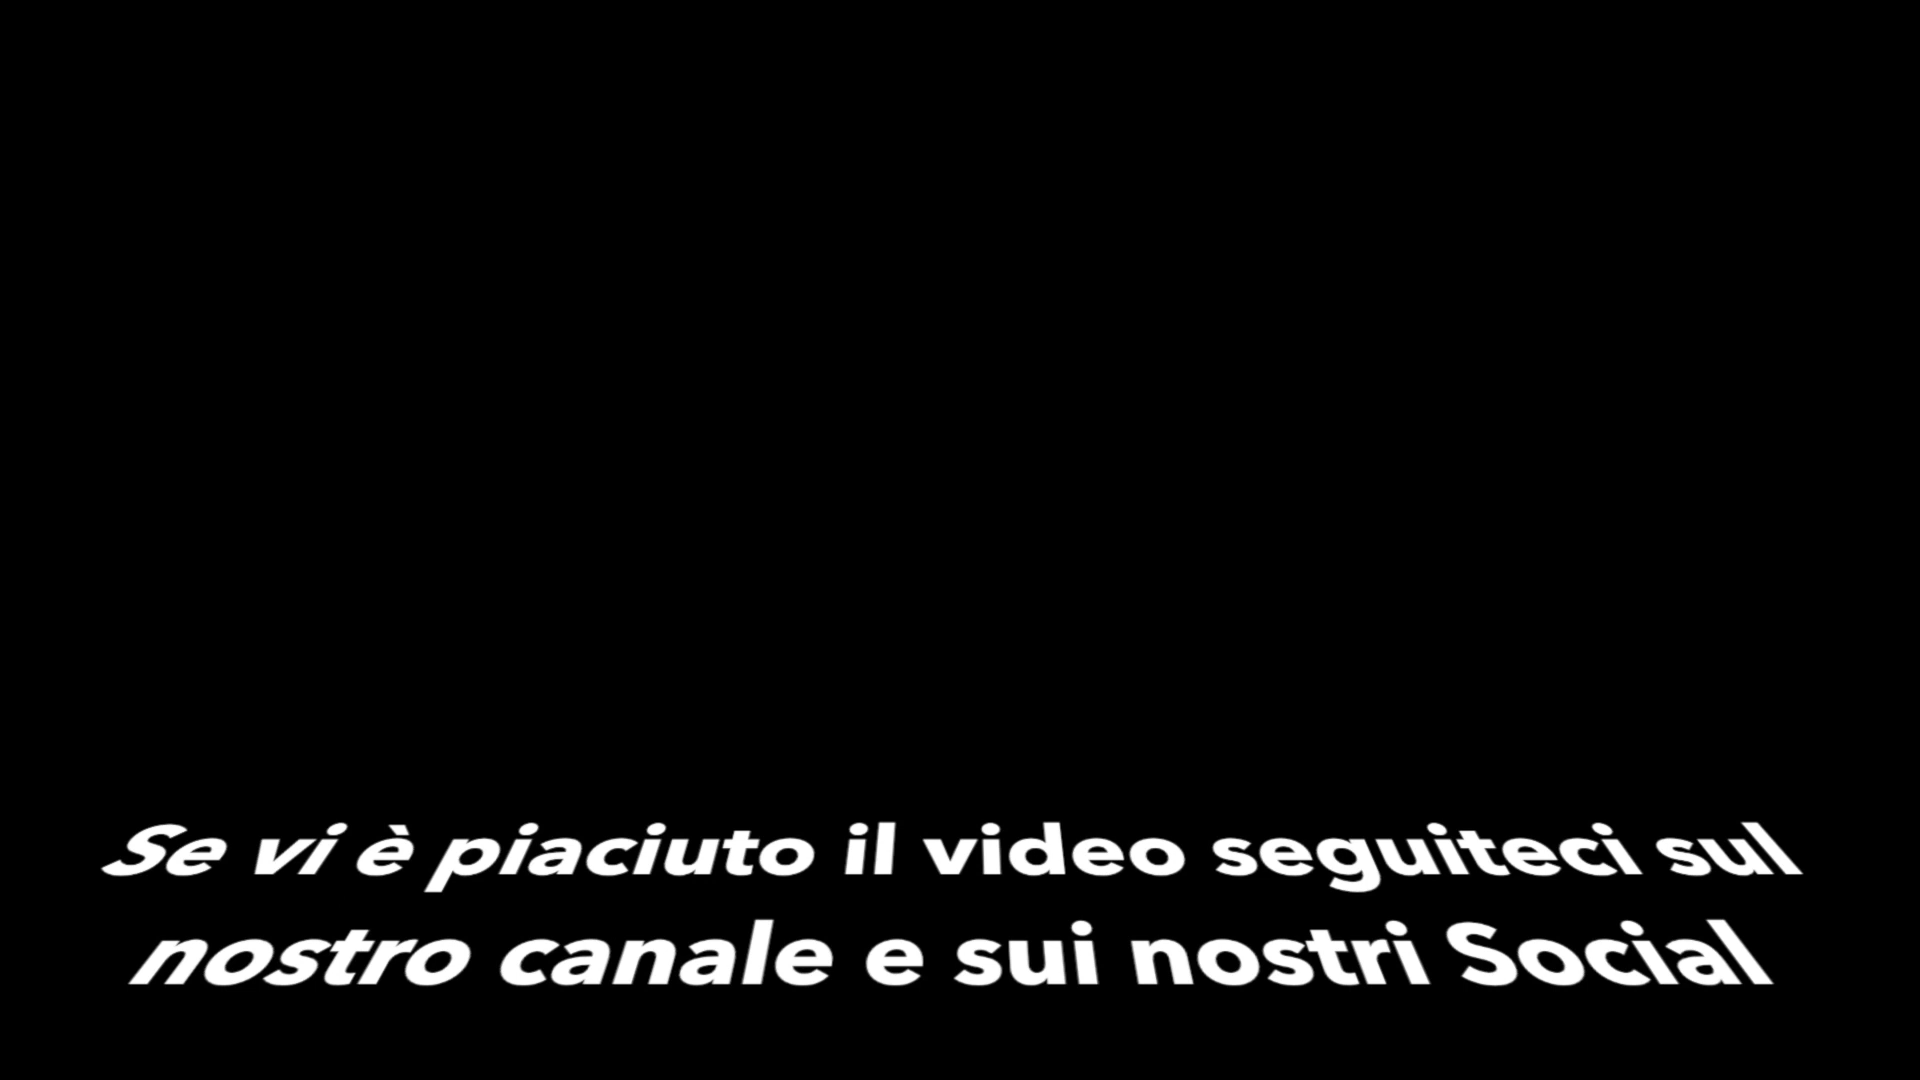 Se vi è piaciuto il video seguiteci sul
nostro canale e sui nostri Social